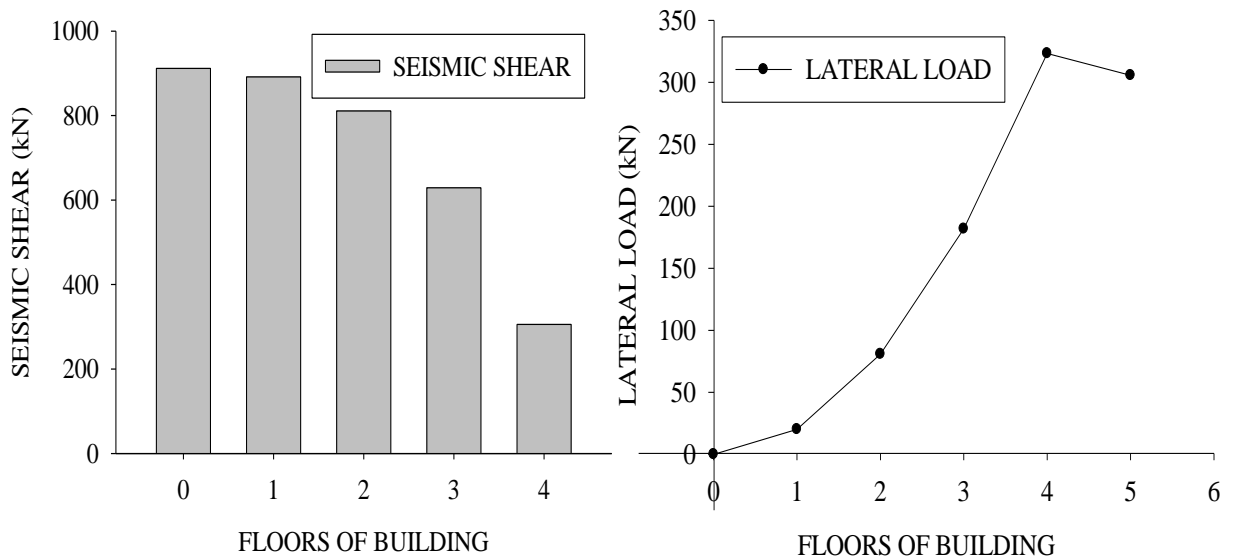 SEISMIC SHEAR (kN)
1000
800
600
400
200
0
SEISMIC SHEAR
0 1 2 3 4
FLOORS OF BUILDING
LATERAL LOAD (kN)
350
300
250
200
150
100
50
0
LATERAL LOAD
0 1 2 3 4 5 6
FLOORS OF BUILDING